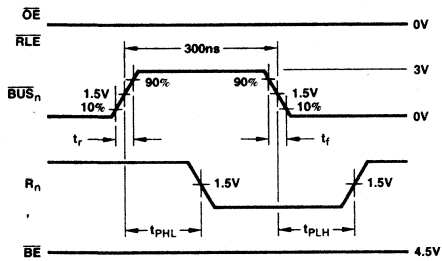 OE 0V
RLE
300ns
3V
90% 90%
BUSn 1.5V 1.5V
10% 10%
0V
tr tf
Rn 1.5V 1.5V
,
tPHL tPLH
BE 4.5V